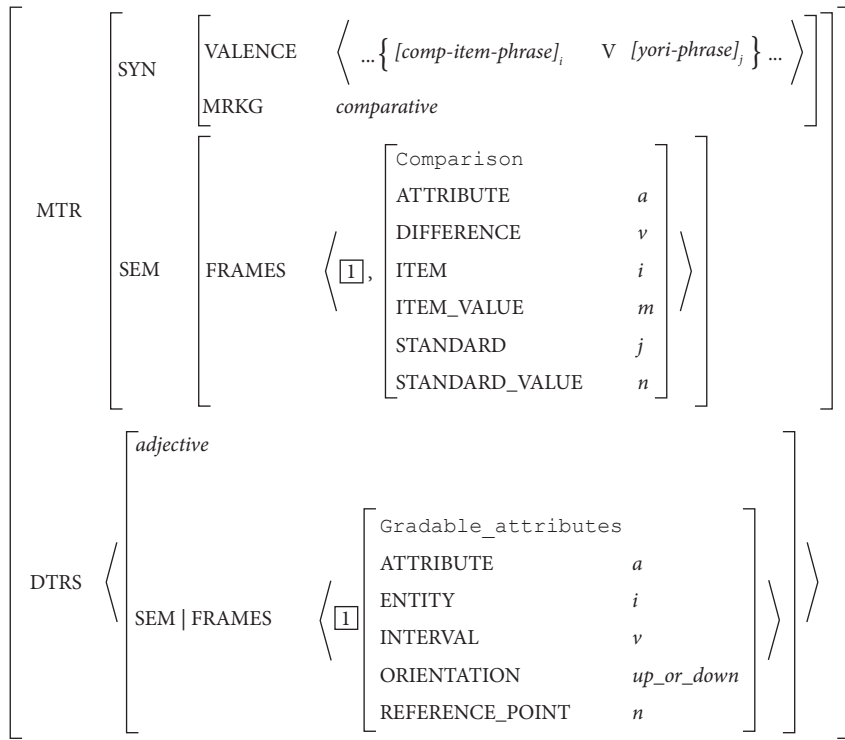 VALENCE ⟨ ...{ [comp-item-phrase]i V [yori-phrase]j } ... ⟩
SYN
MRKG comparative
Comparison
ATTRIBUTE a
MTR
DIFFERENCE v
SEM FRAMES ⟨ 1 , ITEM i ⟩
ITEM_VALUE m
STANDARD j
STANDARD_VALUE n
adjective
Gradable_attributes
ATTRIBUTE a
DTRS ENTITY i
SEM | FRAMES ⟨ 1 INTERVAL v ⟩
ORIENTATION up_or_down
REFERENCE_POINT n